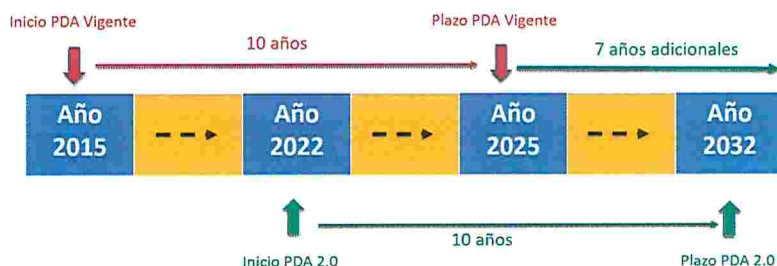 Inicio PDA Vigente
Plazo PDA Vigente
10 años
7 años adicionales
Año
2015
Año
2022
Año
2025
Año
2032
10 años
Inicio PDA 2.0
Plazo PDA 2.0